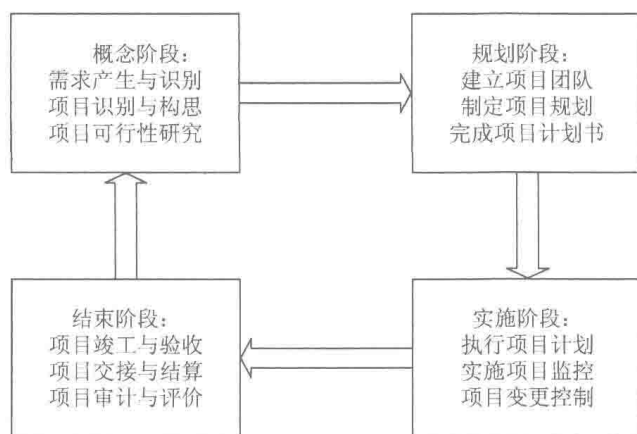 概念阶段：
需求产生与识别
项目识别与构思
项目可行性研究
规划阶段：
建立项目团队
制定项目规划
完成项目计划书
结束阶段：
项目竣工与验收
项目交接与结算
项目审计与评价
实施阶段：
执行项目计划
实施项目监控
项目变更控制